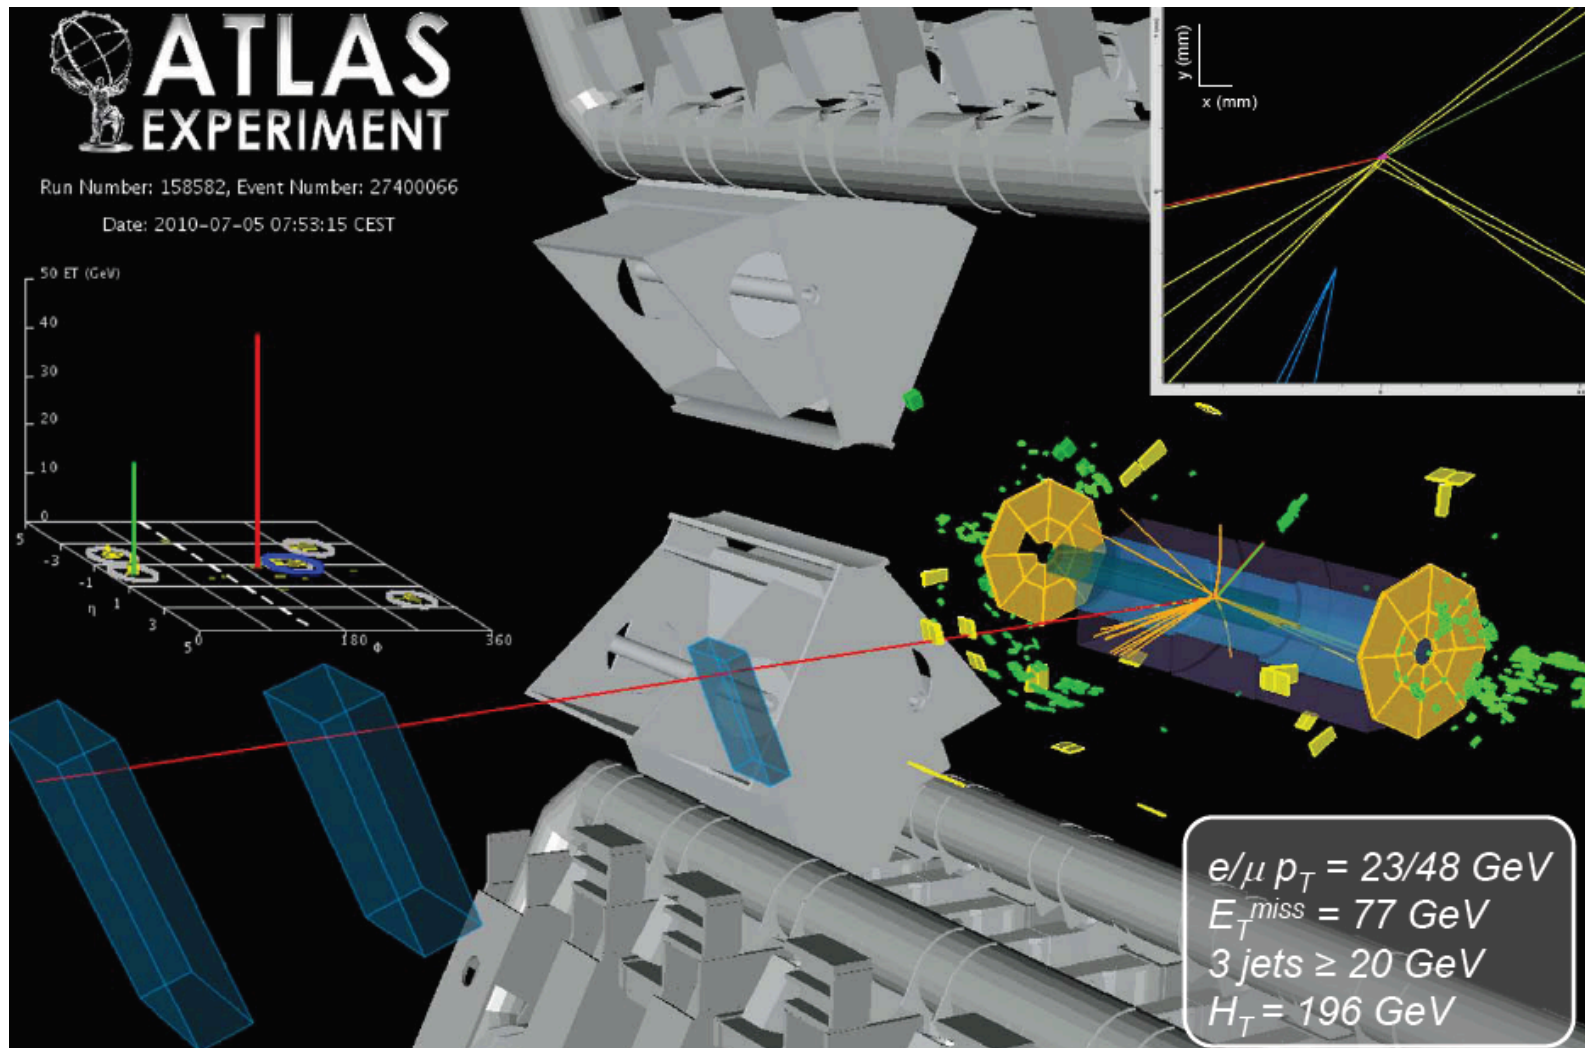 ATLAS
EXPERIMENT
Run Number: 158582, Event Number: 27400066
Date: 2010-07-05 07:53:15 CEST
50 ET (GeV)
40
30
20
10
0
5
-3
-1
η
1
3
5
0
180
Φ
360
y (mm)
x (mm)
e/μ p_T = 23/48 GeV
E_T^miss = 77 GeV
3 jets ≥ 20 GeV
H_T = 196 GeV